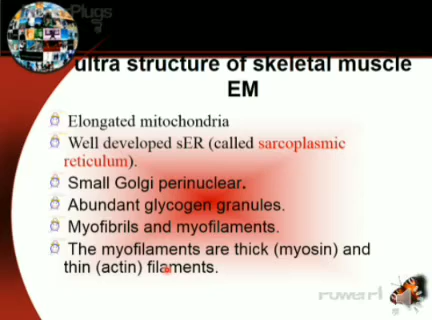 Plugs
ultra structure of skeletal muscle
EM
Elongated mitochondria
Well developed sER (called sarcoplasmic
reticulum).
Small Golgi perinuclear.
Abundant glycogen granules.
Myofibrils and myofilaments.
The myofilaments are thick (myosin) and
thin (actin) filaments.